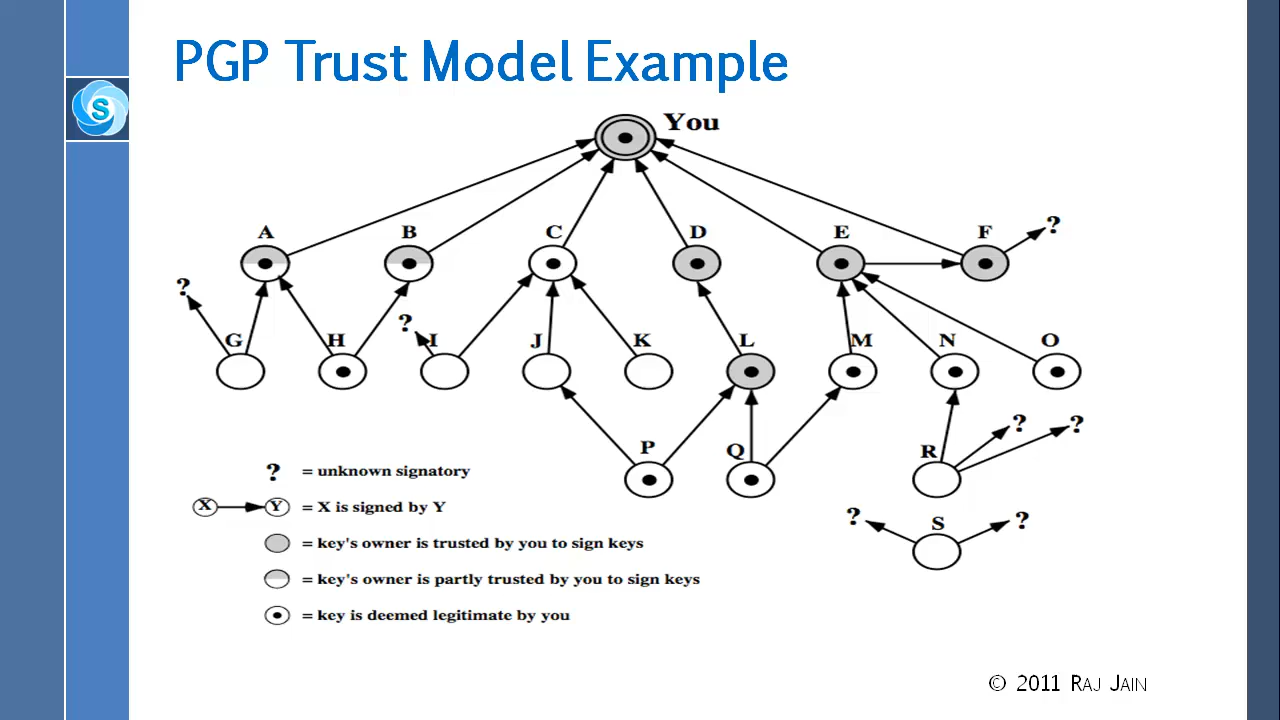 PGP Trust Model Example
S
You
A B C D E F ?
?
?
G H I J K L M N O
? ?
P Q R
? = unknown signatory
X Y = X is signed by Y
? S ?
= key's owner is trusted by you to sign keys
= key's owner is partly trusted by you to sign keys
= key is deemed legitimate by you
© 2011 RAJ JAIN